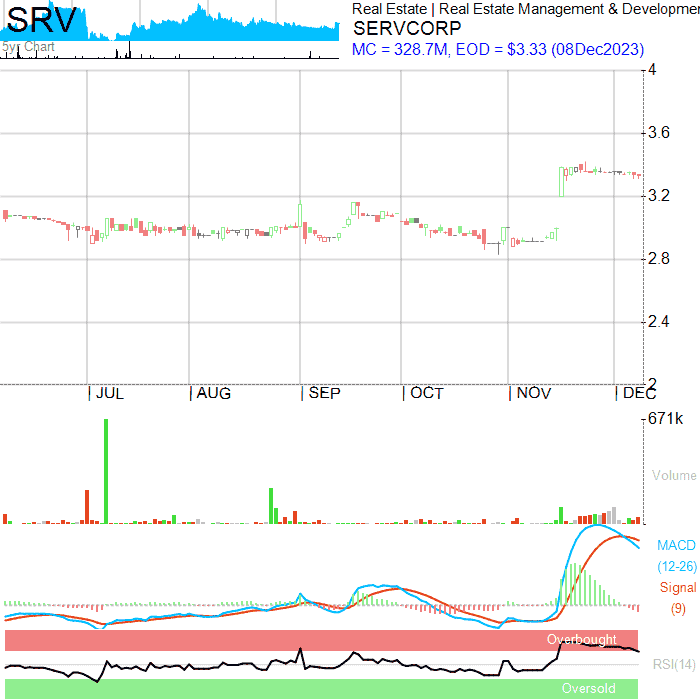 SRV
5yr Chart
Real Estate | Real Estate Management & Developmen
SERVCORP
MC = 328.7M, EOD = $3.33 (08Dec2023)
4
3.6
3.2
2.8
2.4
2
JUL AUG SEP OCT NOV DEC
671k
Volume
MACD
(12-26)
Signal
(9)
Overbought
RSI(14)
Oversold